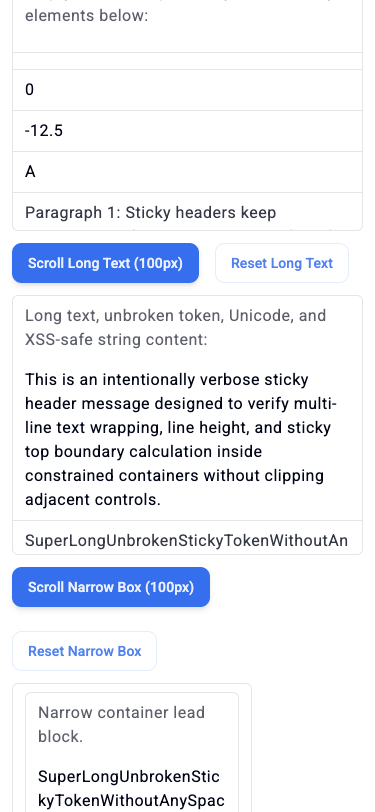 elements below:
0
-12.5
A
Paragraph 1: Sticky headers keep
Scroll Long Text (100px)
Reset Long Text
Long text, unbroken token, Unicode, and
XSS-safe string content:
This is an intentionally verbose sticky
header message designed to verify multi-
line text wrapping, line height, and sticky
top boundary calculation inside
constrained containers without clipping
adjacent controls.
SuperLongUnbrokenStickyTokenWithoutAn
Scroll Narrow Box (100px)
Reset Narrow Box
Narrow container lead
block.
SuperLongUnbrokenStic
kyTokenWithoutAnySpac